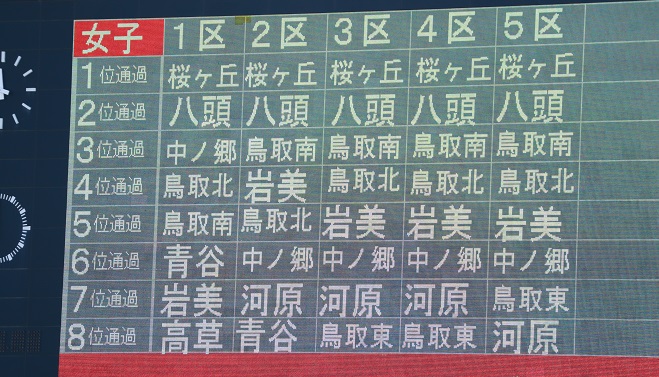 女子 1区 2区 3区 4区 5区
1位通過 桜ヶ丘 桜ヶ丘 桜ヶ丘 桜ヶ丘 桜ヶ丘
2位通過 八頭 八頭 八頭 八頭 八頭
3位通過 中ノ郷 鳥取南 鳥取南 鳥取南 鳥取南
4位通過 鳥取北 岩美 鳥取北 鳥取北 鳥取北
5位通過 鳥取南 鳥取北 岩美 岩美 岩美
6位通過 青谷 中ノ郷 中ノ郷 中ノ郷 中ノ郷
7位通過 岩美 河原 河原 河原 鳥取東
8位通過 高草 青谷 鳥取東 鳥取東 河原